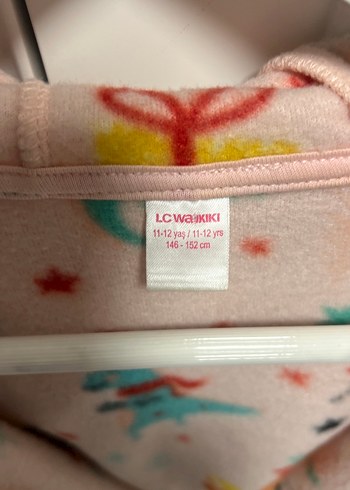 LC WAIKIKI
11-12 yaş / 11-12 yrs
146 - 152 cm